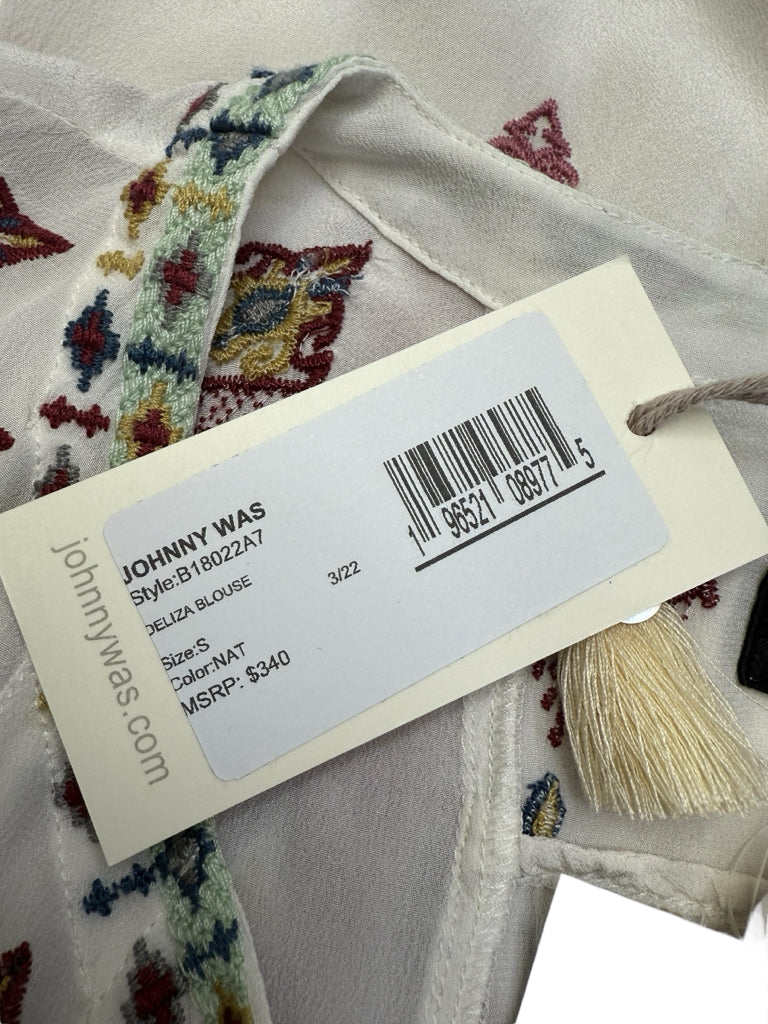 JOHNNY WAS
Style:B18022A7
DELIZA BLOUSE
3/22
Size:S
Color:NAT
MSRP: $340
1 96521 08977 5
johnnywas.com